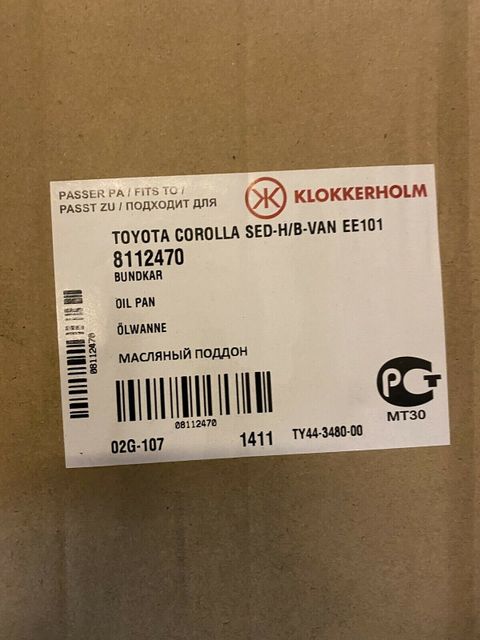 PASSER PÅ / FITS TO /
PASST ZU / ПОДХОДИТ ДЛЯ
KLOKKERHOLM
TOYOTA COROLLA SED-H/B-VAN EE101
8112470
BUNDKAR
OIL PAN
ÖLWANNE
МАСЛЯНЫЙ ПОДДОН
08112470
08112470
02G-107
1411
TY44-3480-00
РСТ
MT30